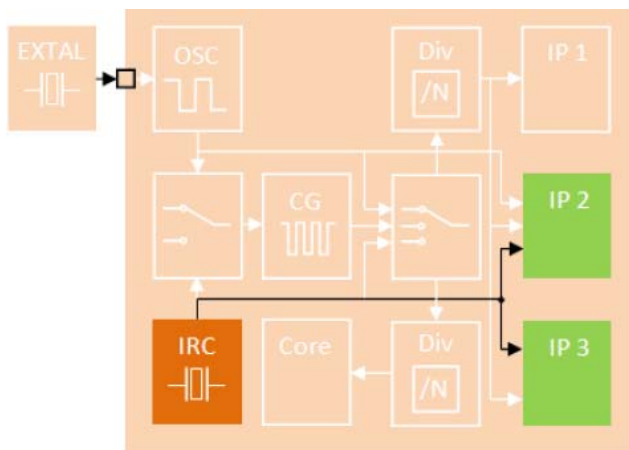 EXTAL
OSC
Div
/N
IP 1
CG
IP 2
IRC
Core
Div
/N
IP 3